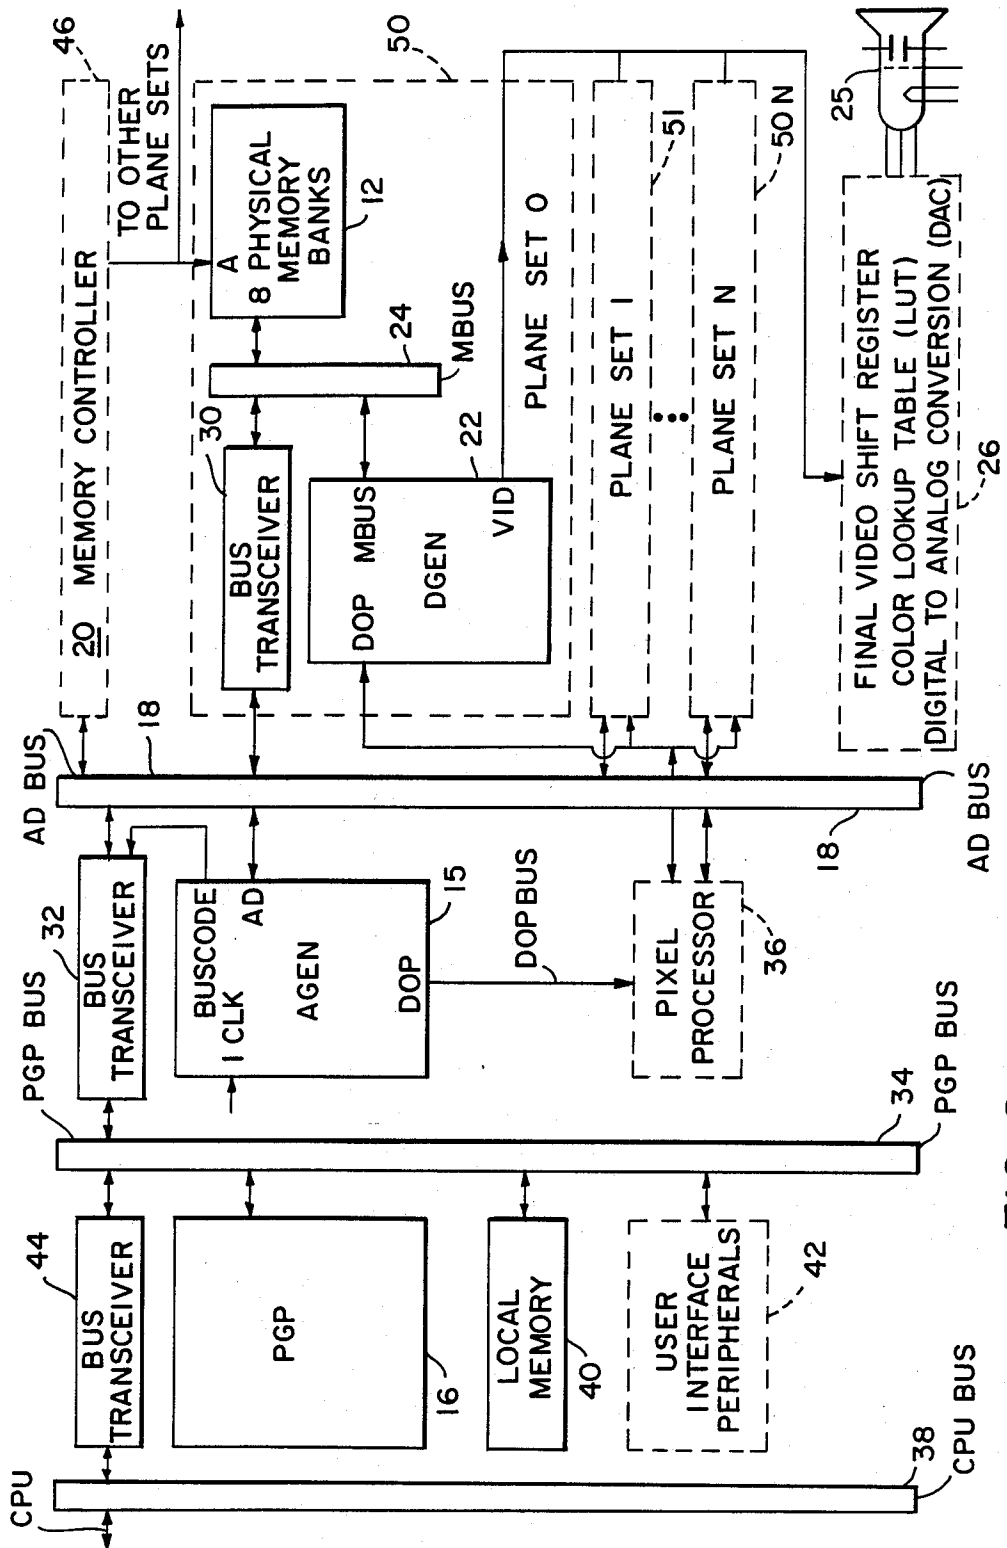 CPU
44
BUS
TRANSCEIVER
PGP
16
LOCAL
MEMORY
40
USER
INTERFACE
PERIPHERALS
42
38
CPU BUS
PGP BUS
32
BUS
TRANSCEIVER
BUSCODE
1 CLK
AD
AGEN
DOP
15
DOPBUS
PIXEL
PROCESSOR
36
34
PGP BUS
AD BUS
18
18
AD BUS
46
20 MEMORY CONTROLLER
TO OTHER
PLANE SETS
50
30
BUS
TRANSCEIVER
A
8 PHYSICAL
MEMORY
BANKS
12
24
MBUS
DOP MBUS
DGEN
VID
22
PLANE SET 0
PLANE SET 1
51
PLANE SET N
50N
FINAL VIDEO SHIFT REGISTER
COLOR LOOKUP TABLE (LUT)
DIGITAL TO ANALOG CONVERSION (DAC)
26
25